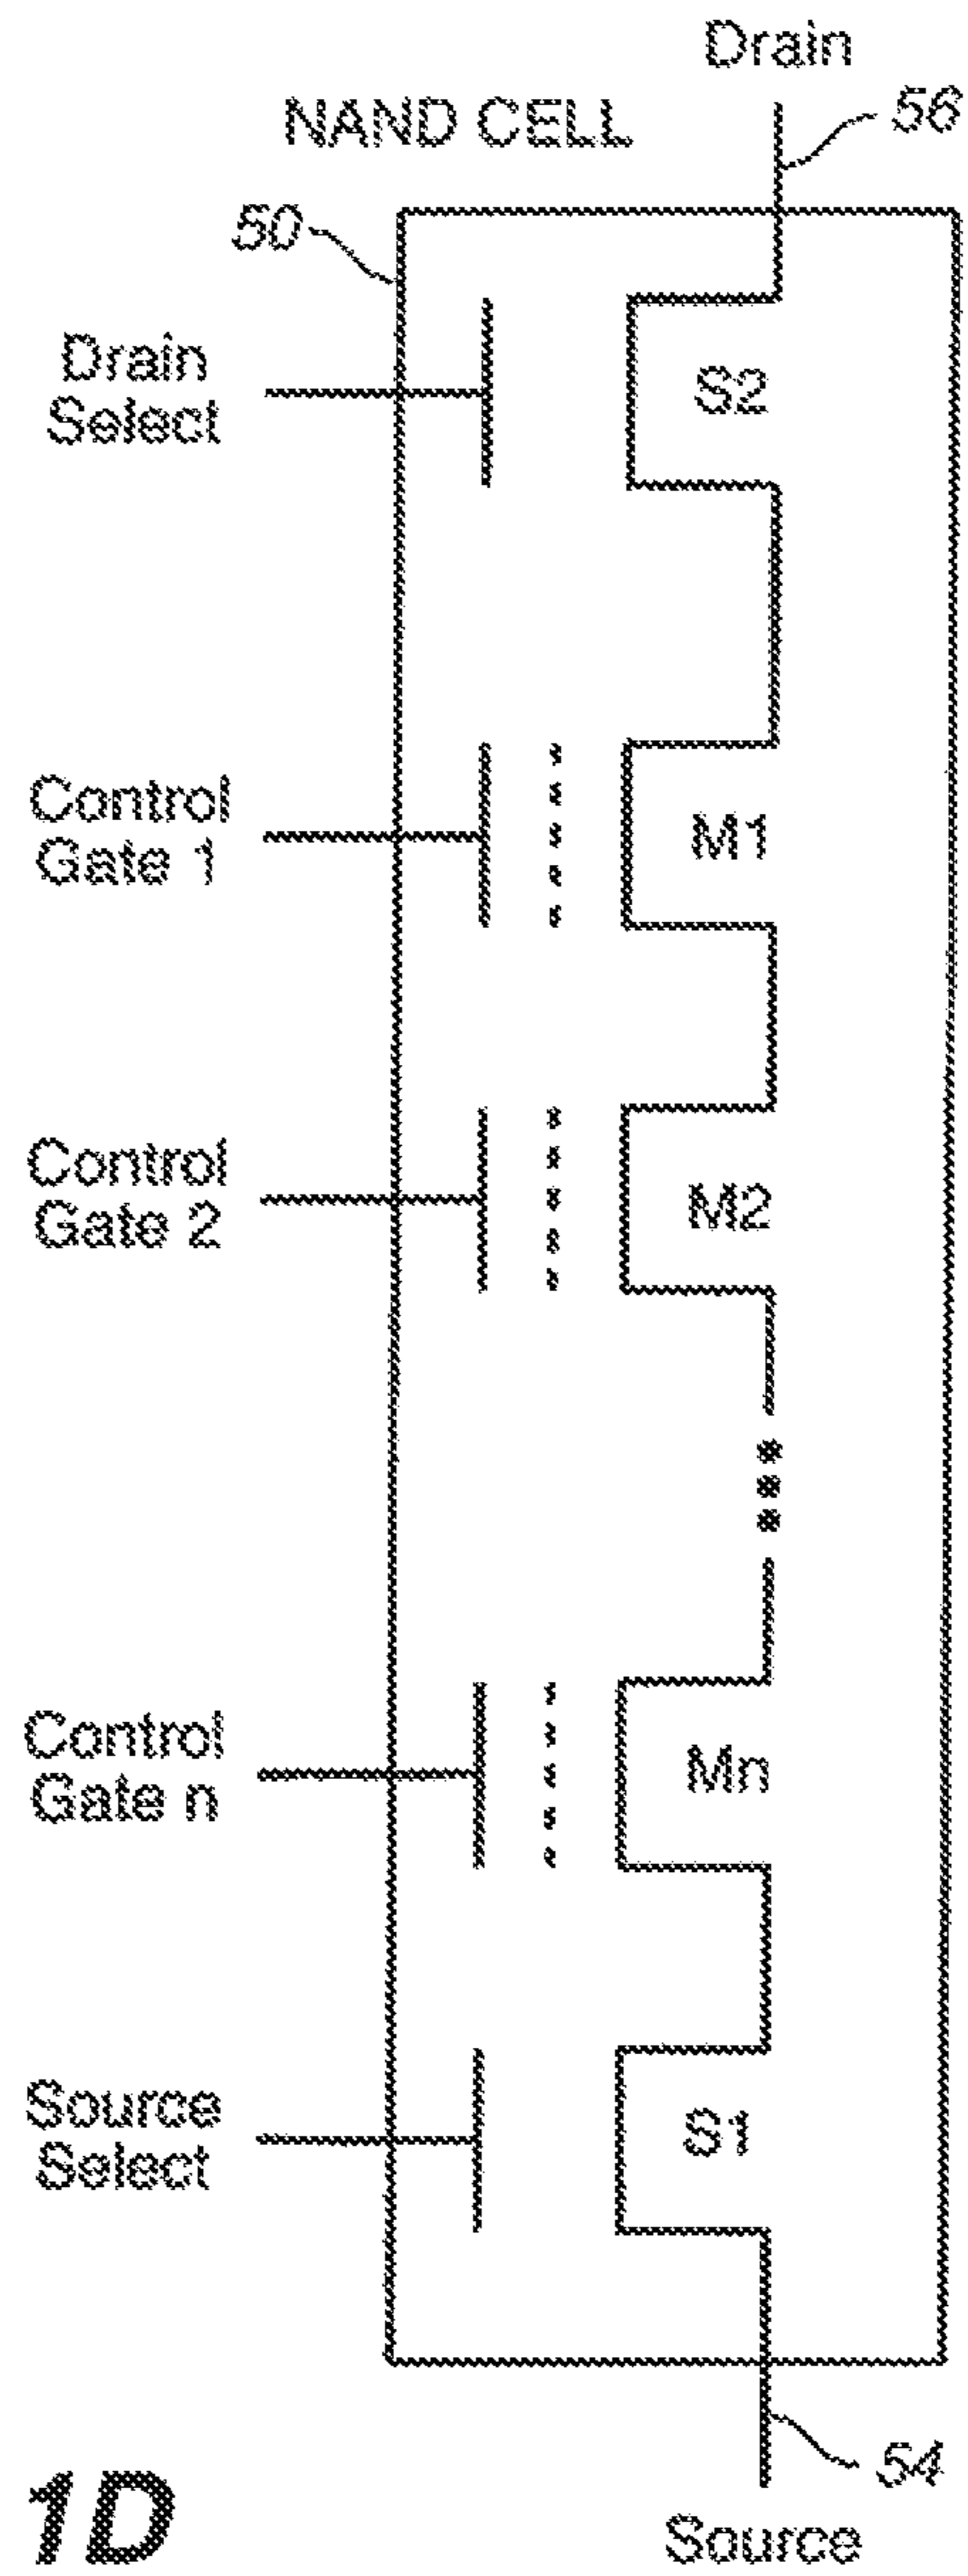 Drain
56
NAND CELL
50
Drain
Select
S2
Control
Gate 1
M1
Control
Gate 2
M2
Control
Gate n
Mn
Source
Select
S1
54
1D
Source